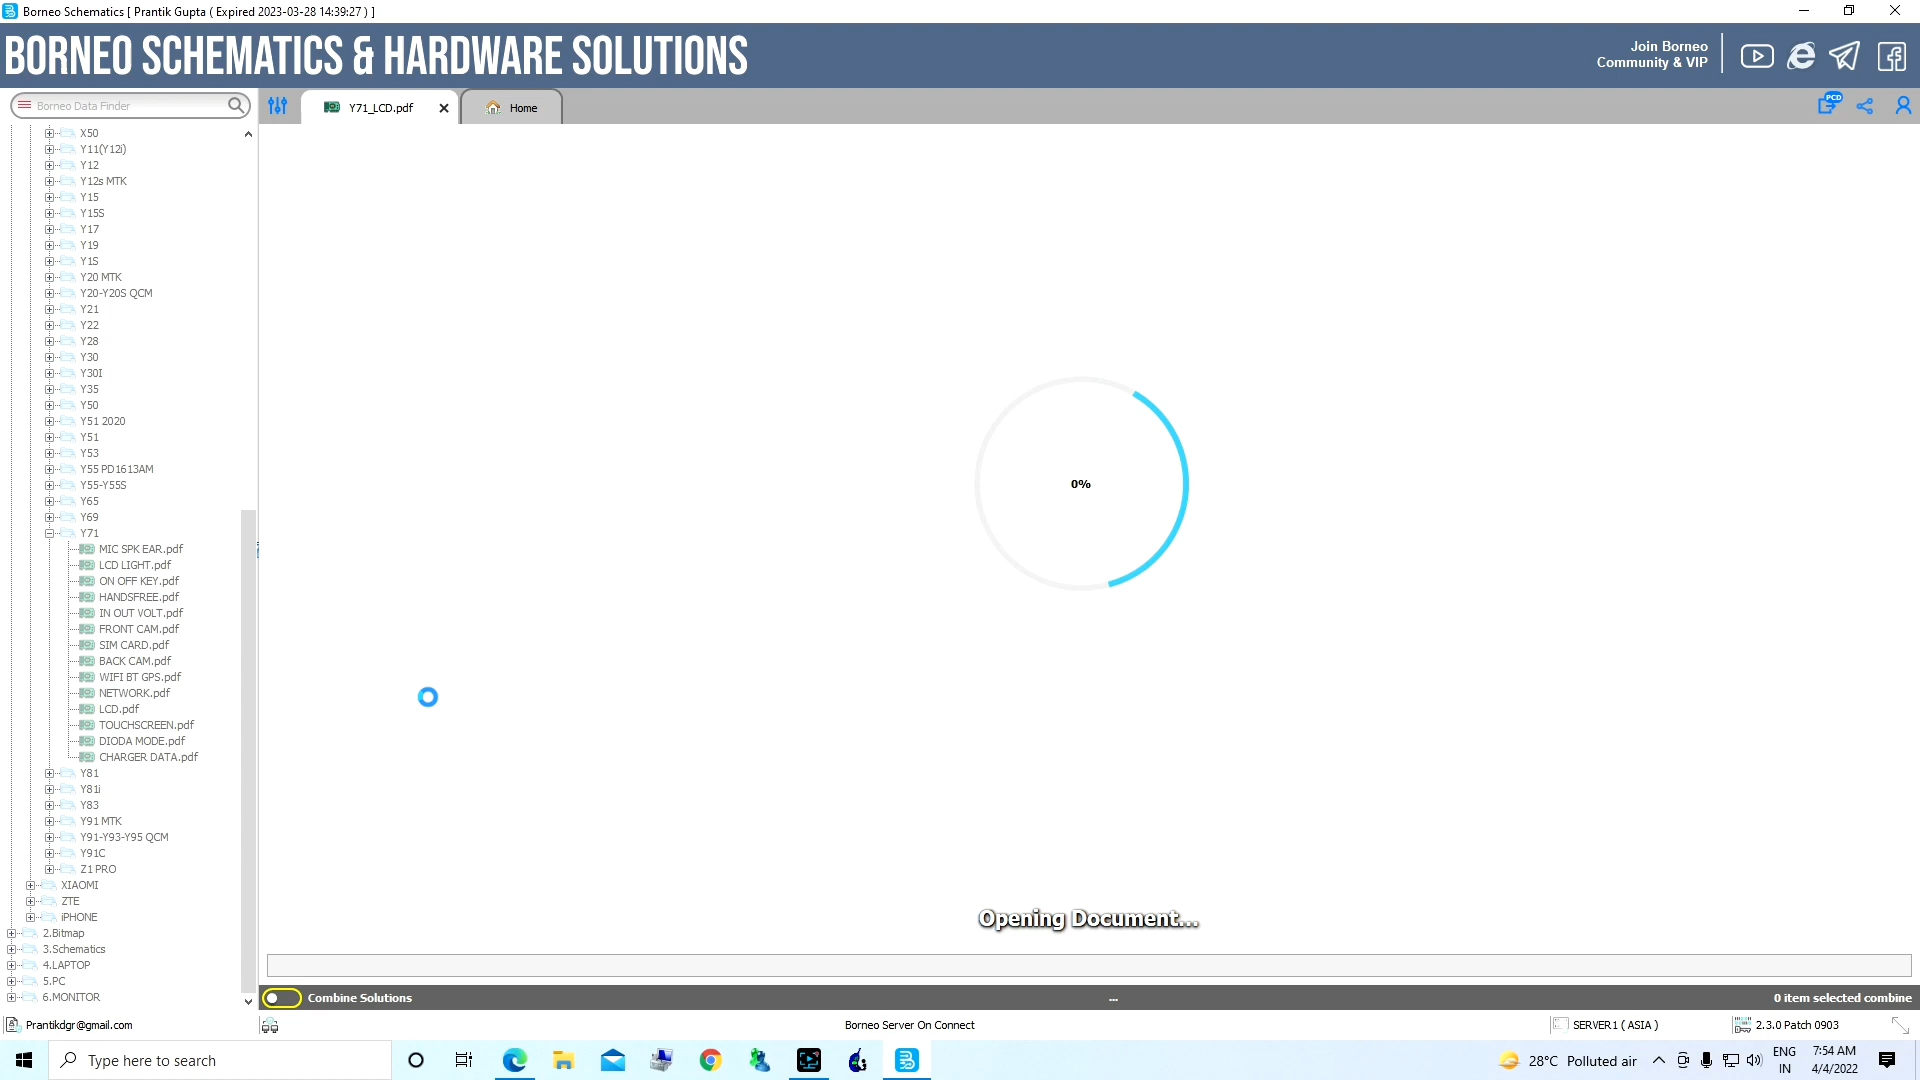 Borneo Schematics [ Prantik Gupta ( Expired 2023-03-28 14:39:27 ) ]
BORNEO SCHEMATICS & HARDWARE SOLUTIONS
Join Borneo
Community & VIP
Borneo Data Finder
Y71_LCD.pdf
Home
PCD
X50
Y11(Y12i)
Y12
Y12s MTK
Y15
Y15S
Y17
Y19
Y1S
Y20 MTK
Y20-Y20S QCM
Y21
Y22
Y28
Y30
Y30I
Y35
Y50
Y51 2020
Y51
Y53
Y55 PD1613AM
Y55-Y55S
Y65
Y69
Y71
MIC SPK EAR.pdf
LCD LIGHT.pdf
ON OFF KEY.pdf
HANDSFREE.pdf
IN OUT VOLT.pdf
FRONT CAM.pdf
SIM CARD.pdf
BACK CAM.pdf
WIFI BT GPS.pdf
NETWORK.pdf
LCD.pdf
TOUCHSCREEN.pdf
DIODA MODE.pdf
CHARGER DATA.pdf
Y81
Y81i
Y83
Y91 MTK
Y91-Y93-Y95 QCM
Y91C
Z1 PRO
XIAOMI
ZTE
iPHONE
2.Bitmap
3.Schematics
4.LAPTOP
5.PC
6.MONITOR
0%
Opening Document...
Combine Solutions
...
0 item selected combine
Prantikdgr@gmail.com
Borneo Server On Connect
SERVER1 ( ASIA )
2.3.0 Patch 0903
Type here to search
28°C Polluted air
ENG
IN
7:54 AM
4/4/2022